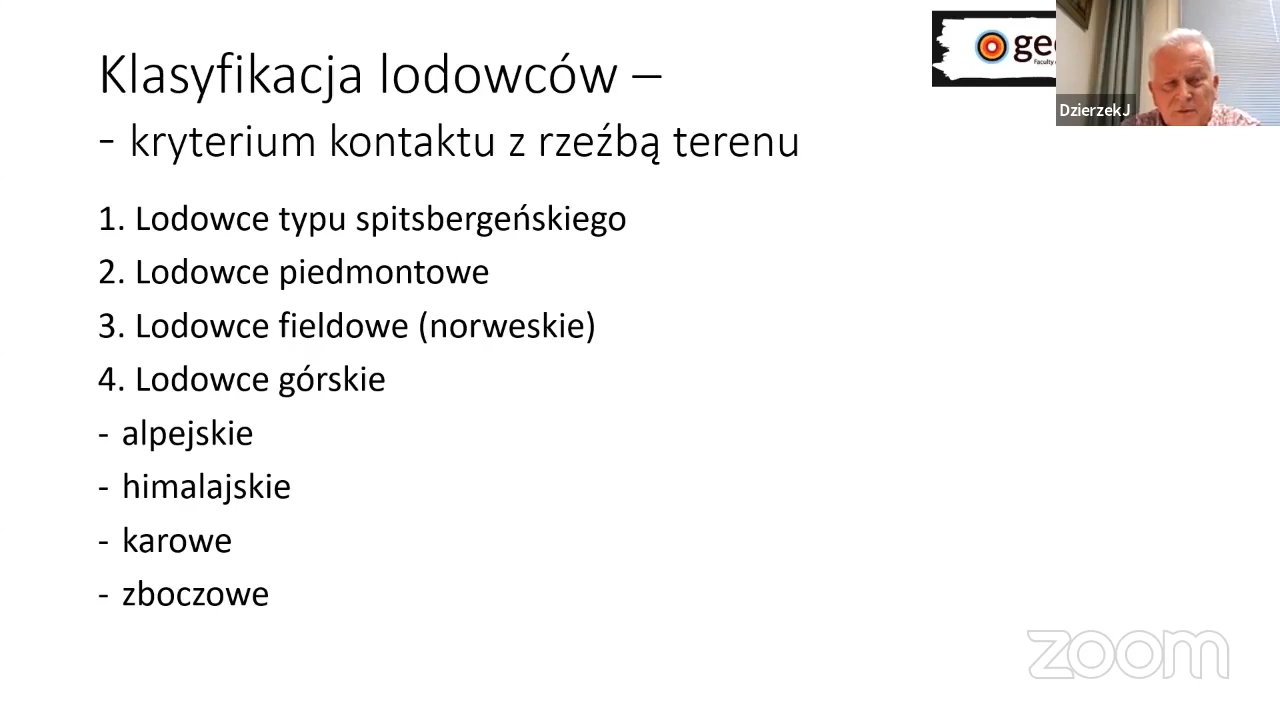 Klasyfikacja lodowców –
- kryterium kontaktu z rzeźbą terenu
1. Lodowce typu spitsbergeńskiego
2. Lodowce piedmontowe
3. Lodowce fieldowe (norweskie)
4. Lodowce górskie
- alpejskie
- himalajskie
- karowe
- zboczowe
Faculty
DzierzekJ
zoom